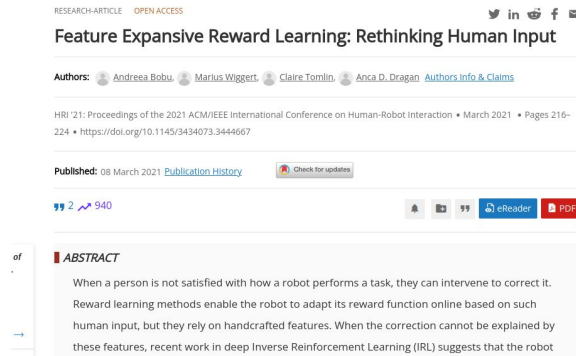 RESEARCH-ARTICLE OPEN ACCESS
Feature Expansive Reward Learning: Rethinking Human Input
Authors: Andreea Bobu, Marius Wiggert, Claire Tomlin, Anca D. Dragan Authors Info & Claims
HRI '21: Proceedings of the 2021 ACM/IEEE International Conference on Human-Robot Interaction • March 2021 • Pages 216–
224 • https://doi.org/10.1145/3434073.3444667
Published: 08 March 2021 Publication History Check for updates
2 940 eReader PDF
of
ABSTRACT
When a person is not satisfied with how a robot performs a task, they can intervene to correct it.
Reward learning methods enable the robot to adapt its reward function online based on such
human input, but they rely on handcrafted features. When the correction cannot be explained by
these features, recent work in deep Inverse Reinforcement Learning (IRL) suggests that the robot